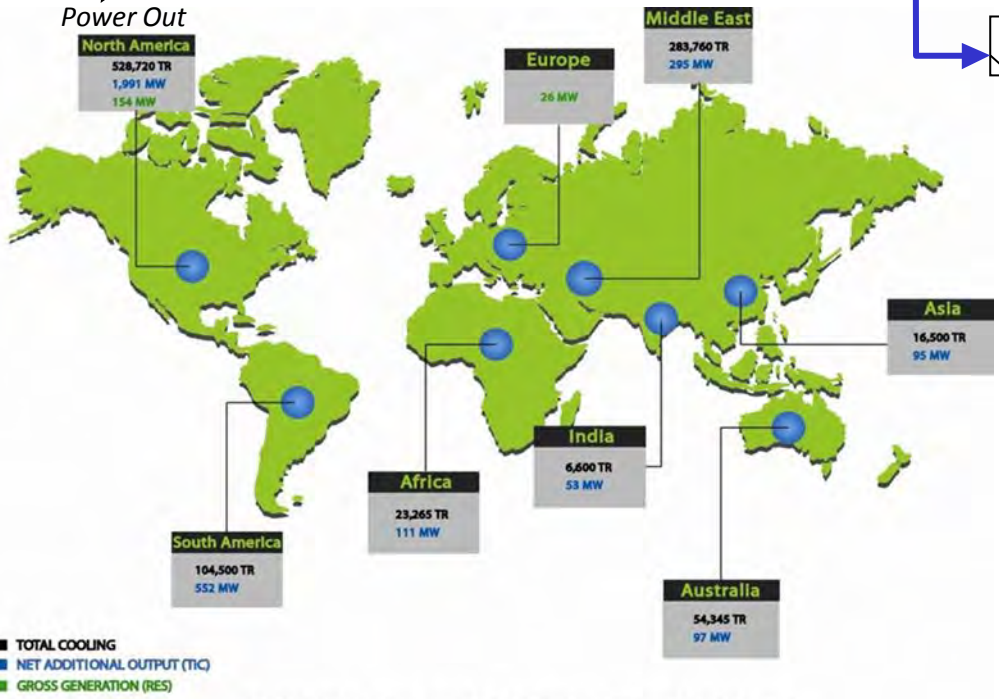 Power Out
North America
528,720 TR
1,991 MW
154 MW
Europe
26 MW
Middle East
283,760 TR
295 MW
Asia
16,500 TR
95 MW
India
6,600 TR
53 MW
Africa
23,265 TR
111 MW
South America
104,500 TR
552 MW
Australia
54,345 TR
97 MW
TOTAL COOLING
NET ADDITIONAL OUTPUT (TIC)
GROSS GENERATION (RES)